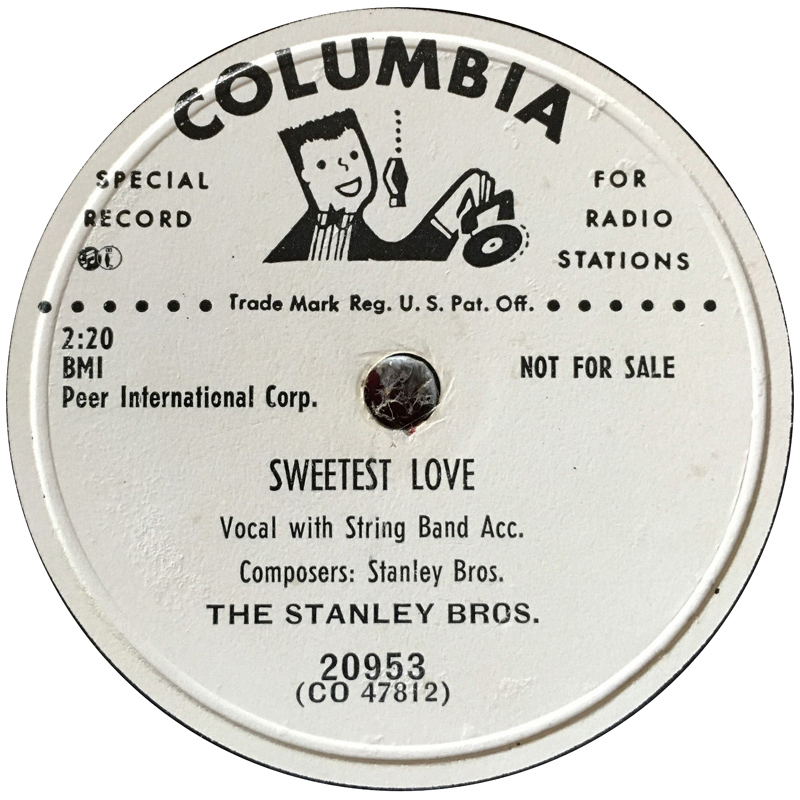 COLUMBIA
SPECIAL
RECORD
FOR
RADIO
STATIONS
Trade Mark Reg. U. S. Pat. Off.
2:20
BMI
Peer International Corp.
NOT FOR SALE
SWEETEST LOVE
Vocal with String Band Acc.
Composers: Stanley Bros.
THE STANLEY BROS.
20953
(CO 47812)